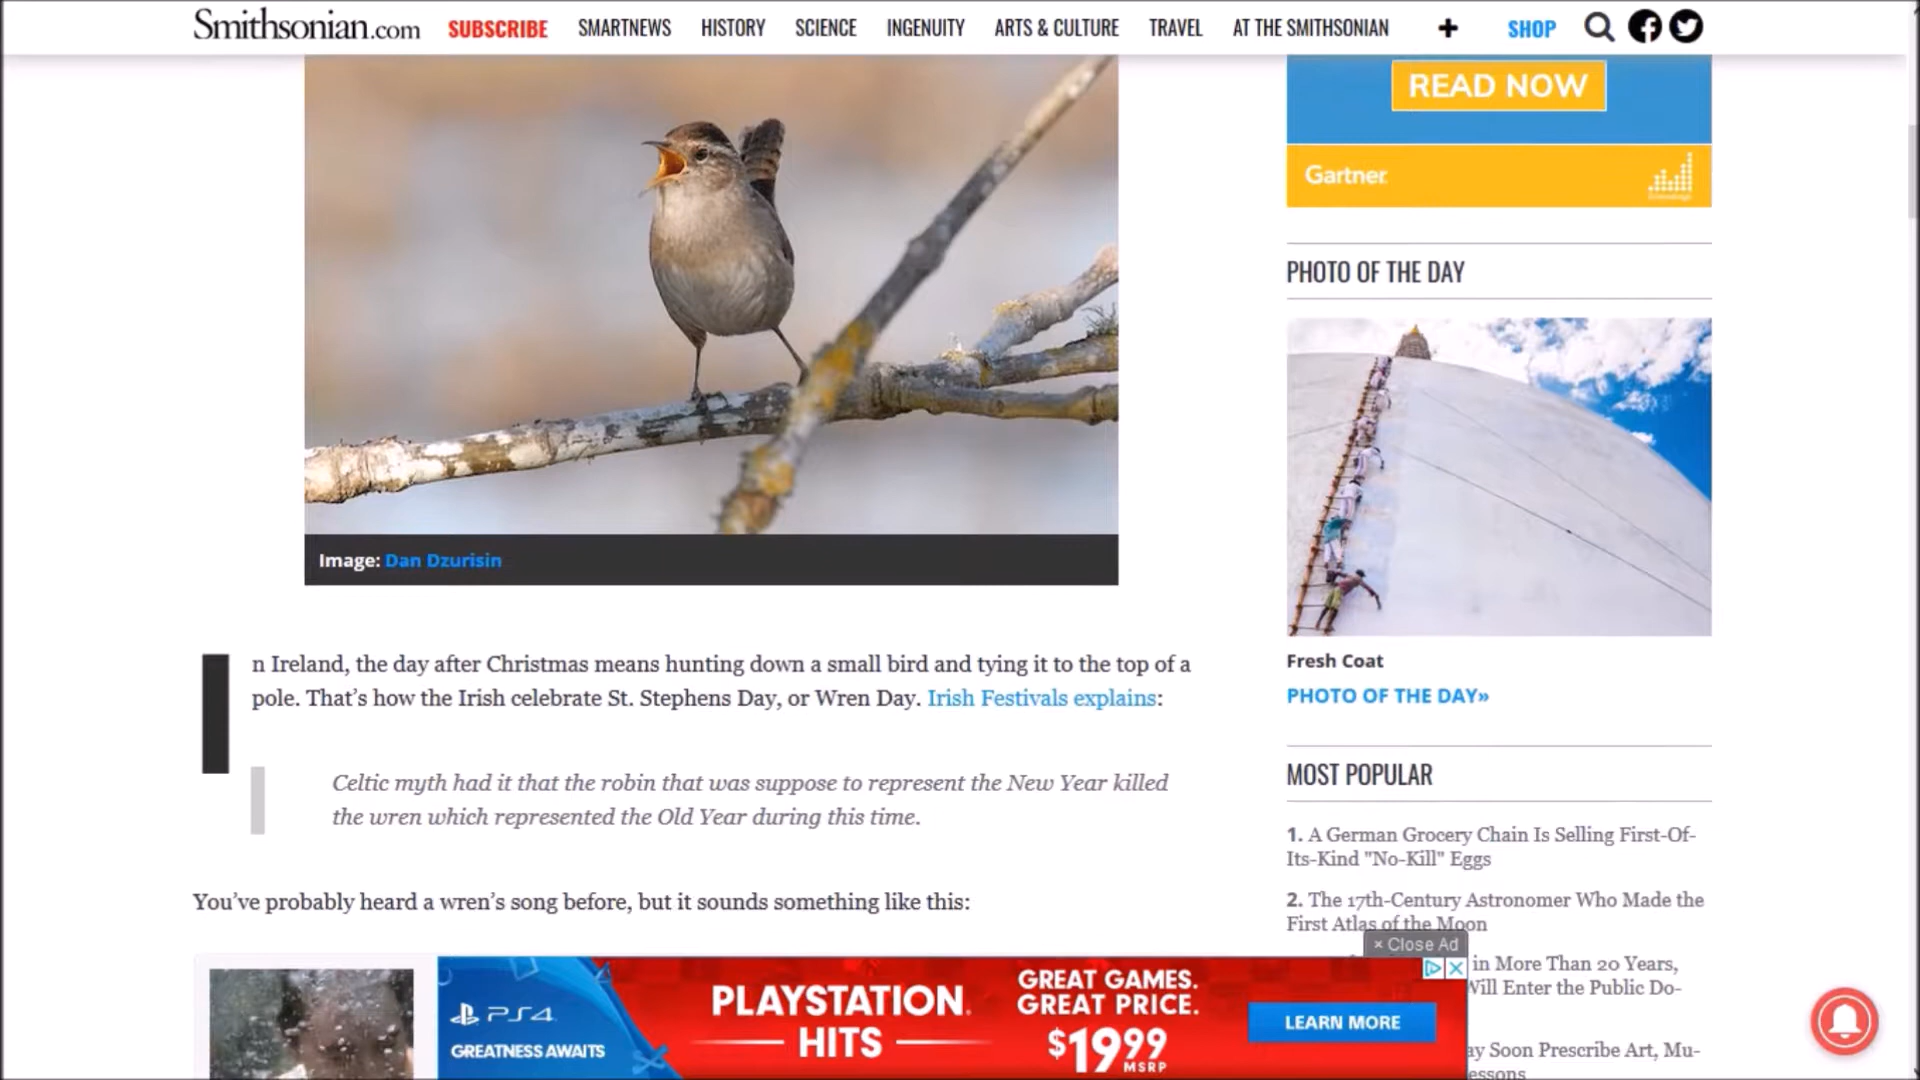 Smithsonian.com SUBSCRIBE SMARTNEWS HISTORY SCIENCE INGENUITY ARTS & CULTURE TRAVEL AT THE SMITHSONIAN + SHOP
READ NOW
Gartner
Image: Dan Dzurisin
In Ireland, the day after Christmas means hunting down a small bird and tying it to the top of a
pole. That’s how the Irish celebrate St. Stephens Day, or Wren Day. Irish Festivals explains:
Celtic myth had it that the robin that was suppose to represent the New Year killed
the wren which represented the Old Year during this time.
You’ve probably heard a wren’s song before, but it sounds something like this:
PHOTO OF THE DAY
Fresh Coat
PHOTO OF THE DAY»
MOST POPULAR
1. A German Grocery Chain Is Selling First-Of-
Its-Kind "No-Kill" Eggs
2. The 17th-Century Astronomer Who Made the
First Atlas of the Moon
in More Than 20 Years,
Will Enter the Public Do-
ay Soon Prescribe Art, Mu-
essons
× Close Ad
PS4
GREATNESS AWAITS
PLAYSTATION
HITS
GREAT GAMES.
GREAT PRICE.
$19.99
MSRP
LEARN MORE